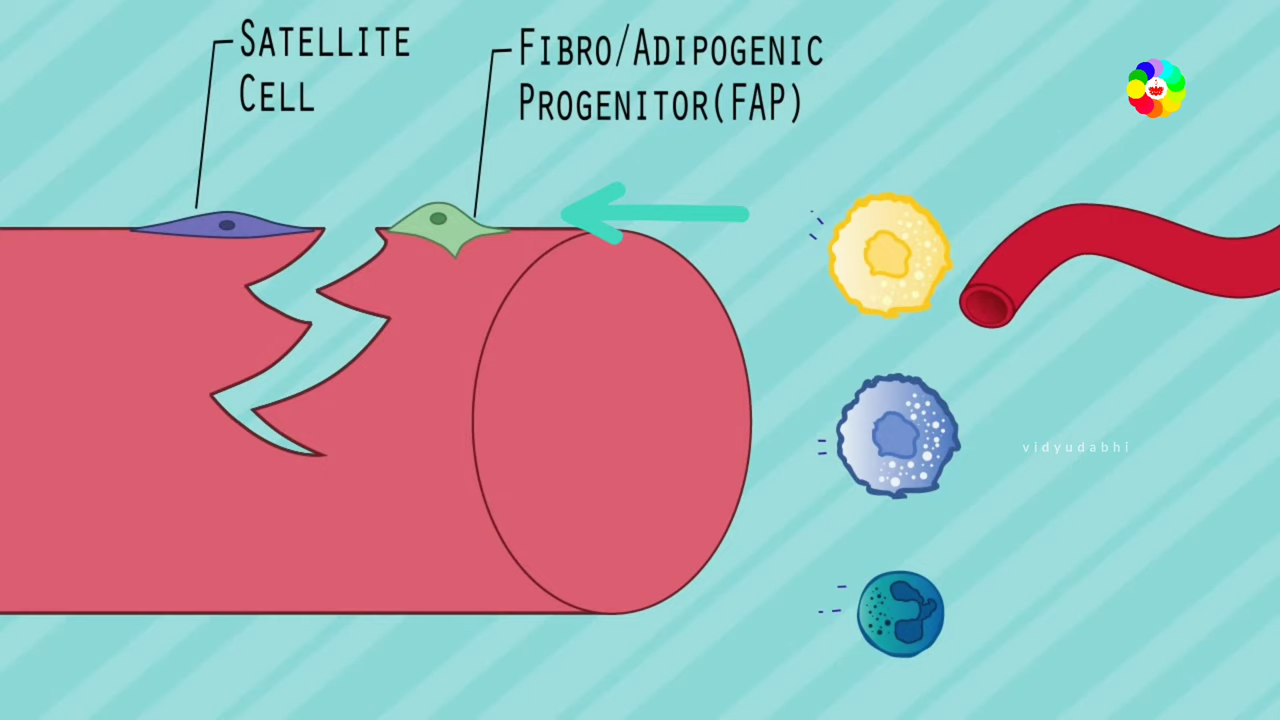 SATELLITE
CELL
FIBRO/ADIPOGENIC
PROGENITOR(FAP)
vidyudabhi